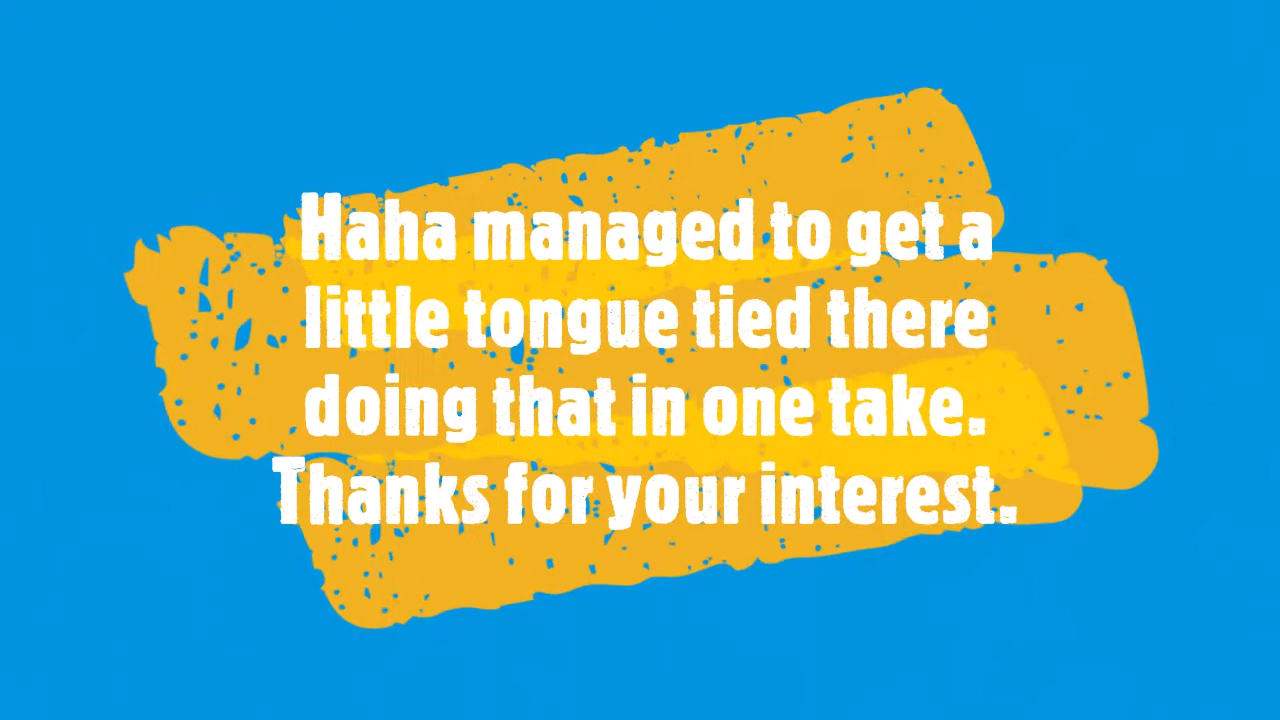 Haha managed to get a
little tongue tied there
doing that in one take.
Thanks for your interest.